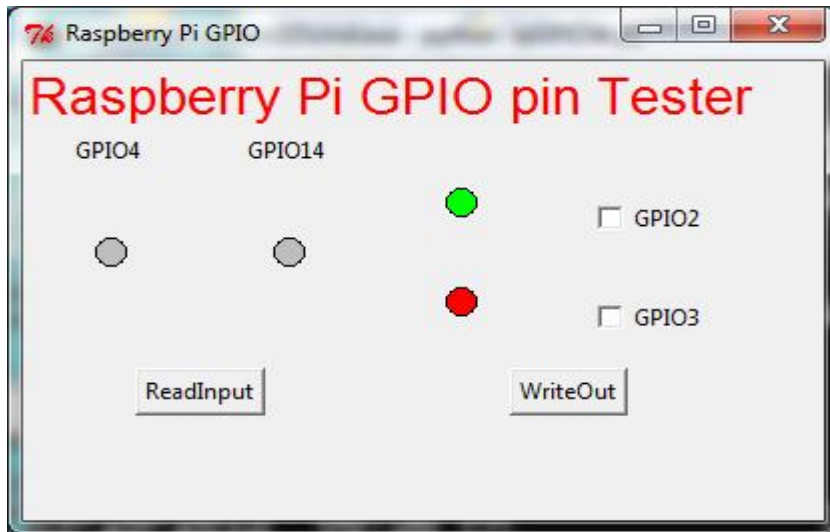 Raspberry Pi GPIO
Raspberry Pi GPIO pin Tester
GPIO4 GPIO14
GPIO2
GPIO3
ReadInput WriteOut